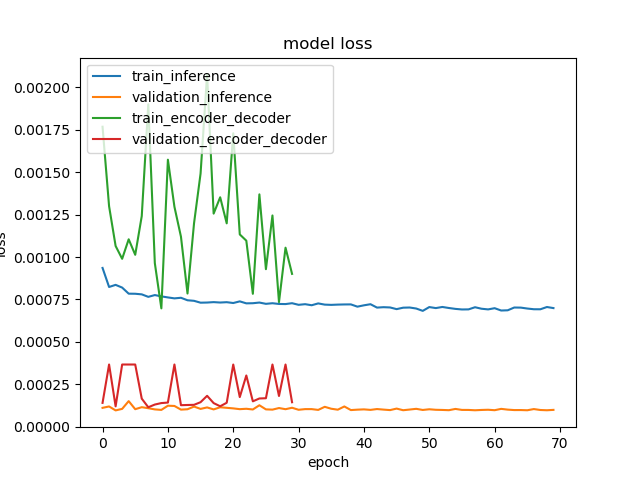 model loss
train_inference
validation_inference
train_encoder_decoder
validation_encoder_decoder
0.00200
0.00175
0.00150
0.00125
0.00100
0.00075
0.00050
0.00025
0.00000
loss
0 10 20 30 40 50 60 70
epoch